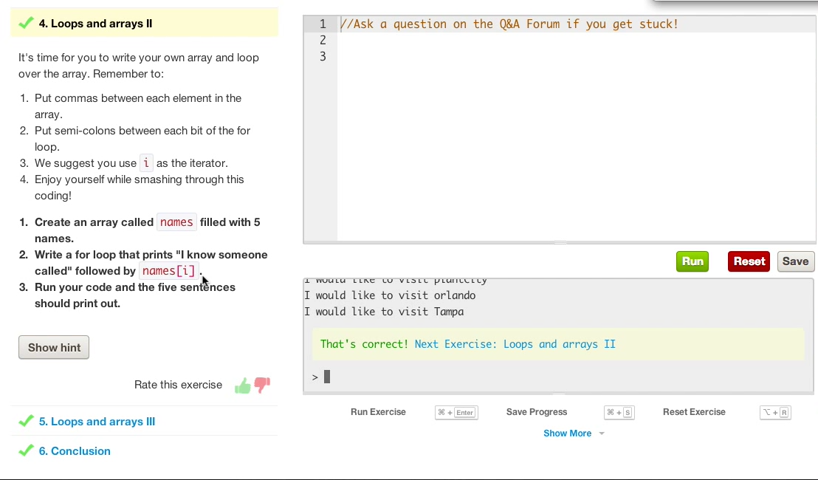 4. Loops and arrays II
It's time for you to write your own array and loop
over the array. Remember to:
1. Put commas between each element in the
array.
2. Put semi-colons between each bit of the for
loop.
3. We suggest you use i as the iterator.
4. Enjoy yourself while smashing through this
coding!
1. Create an array called names filled with 5
names.
2. Write a for loop that prints "I know someone
called" followed by names[i].
3. Run your code and the five sentences
should print out.
Show hint
Rate this exercise
5. Loops and arrays III
6. Conclusion
1 //Ask a question on the Q&A Forum if you get stuck!
2
3
Run Reset Save
I would like to visit plantcity
I would like to visit orlando
I would like to visit Tampa
That's correct! Next Exercise: Loops and arrays II
>
Run Exercise ⌘ + Enter Save Progress ⌘ + S Reset Exercise ⌥ + R
Show More